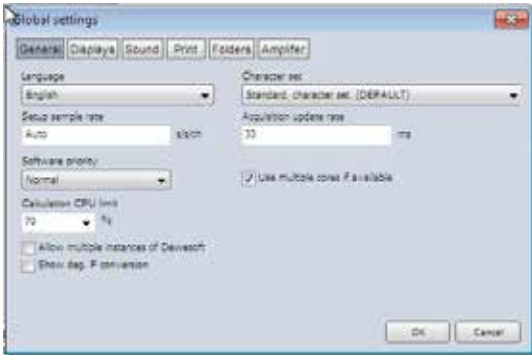 Global settings
General Displays Sound Print Folders Amplifer
Language
Character set
English
Standard character set (DEFAULT)
Setup sample rate
Acquisition update rate
Auto
s/s/ch
33
ms
Software priority
Normal
Use multiple cores if available
Calculation CPU limit
70
%
Allow multiple instances of Dewesoft
Show deg. F conversion
OK
Cancel